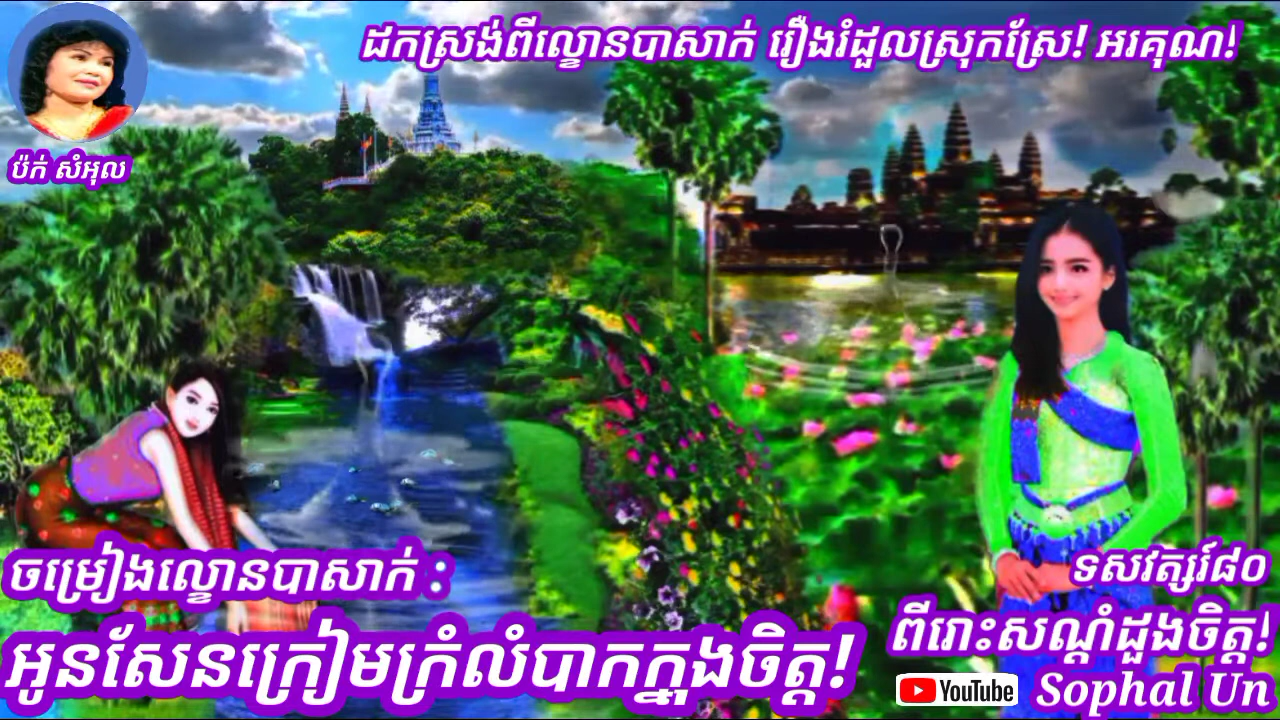 ដកស្រង់ពីល្ខោនបាសាក់ រឿងរំដួលស្រុកស្រែ! អរគុណ!
ប៉ក់ សំអុល
ចម្រៀងល្ខោនបាសាក់ :
អូនសែនក្រៀមក្រំលំបាកក្នុងចិត្ត!
ទសវត្សរ៍៨០
ពីរោះសណ្តំដួងចិត្ត!
YouTube Sophal Un